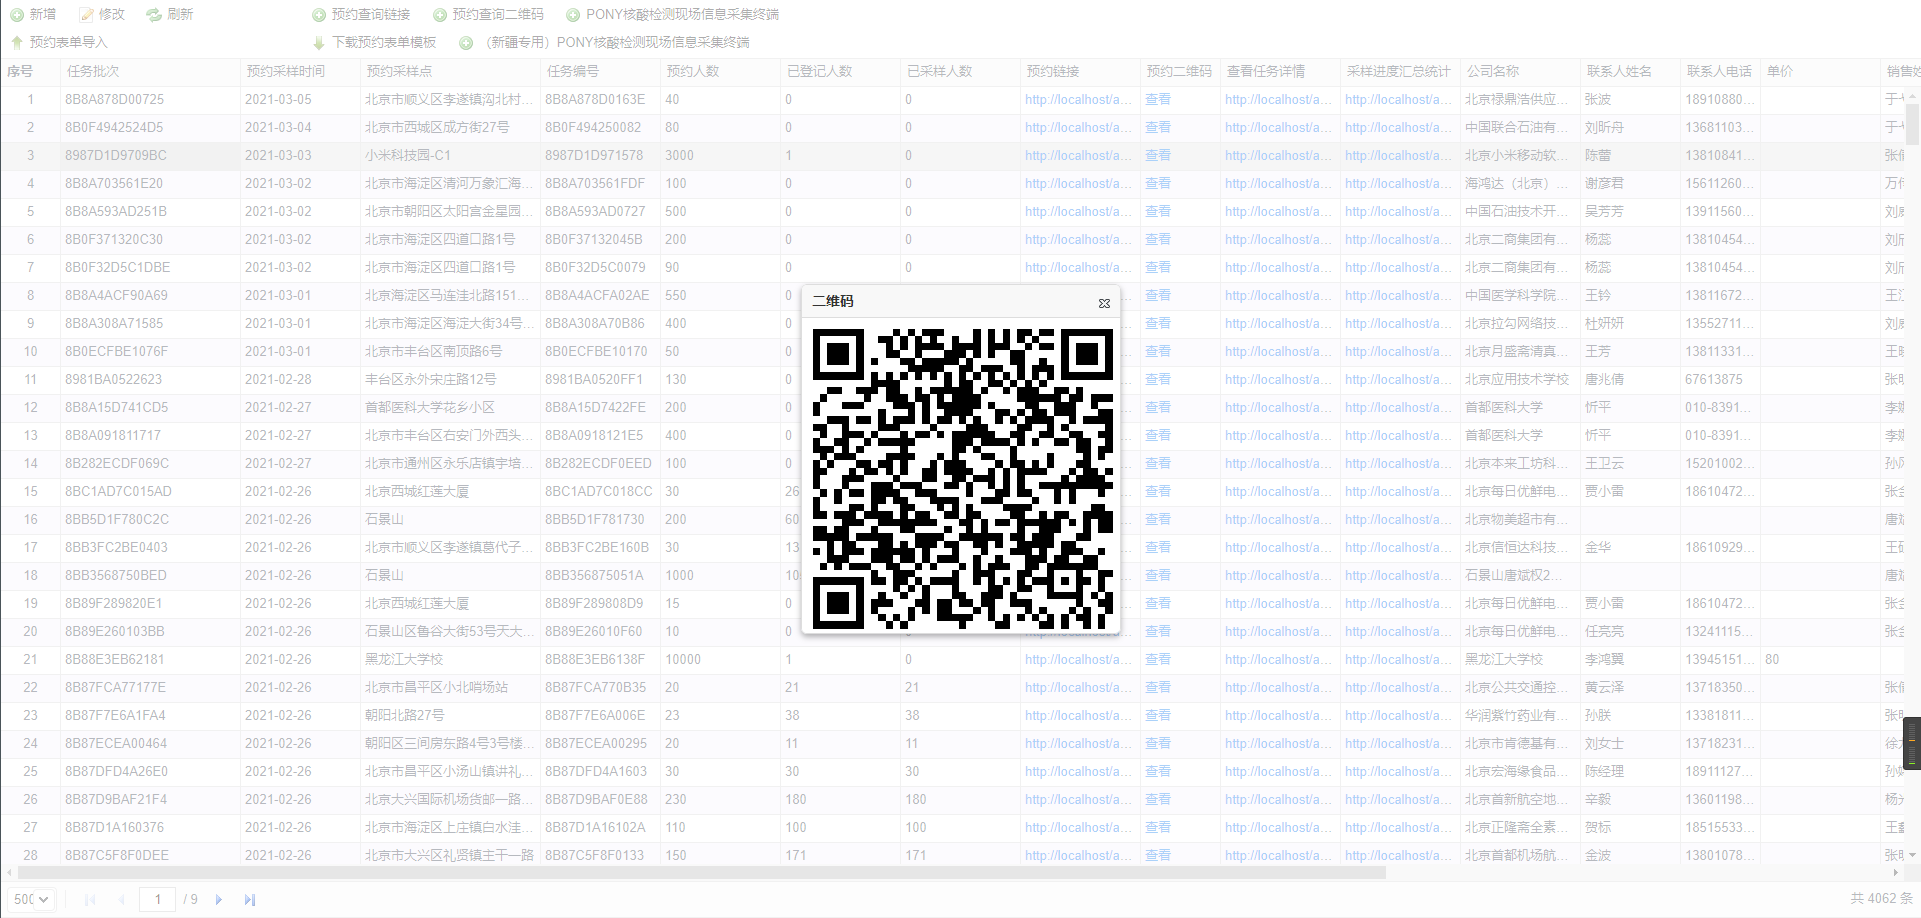 新增 修改 刷新 预约查询链接 预约查询二维码 PONY核酸检测现场信息采集终端
预约表单导入 下载预约表单模板 （新疆专用）PONY核酸检测现场信息采集终端
序号 任务批次 预约采样时间 预约采样点 任务编号 预约人数 已登记人数 已采样人数 预约链接 预约二维码 查看任务详情 采样进度汇总统计 公司名称 联系人姓名 联系人电话 单价 销售姓
1 8B8A878D00725 2021-03-05 北京市顺义区李遂镇沟北村... 8B8A878D0163E 40 0 0 http://localhost/a... 查看 http://localhost/a... http://localhost/a... 北京禄鼎浩供应... 张波 18910880... 于
2 8B0F4942524D5 2021-03-04 北京市西城区成方街27号 8B0F494250082 80 0 0 http://localhost/a... 查看 http://localhost/a... http://localhost/a... 中国联合石油有... 刘昕舟 13681103... 于
3 8987D1D9709BC 2021-03-03 小米科技园-C1 8987D1D971578 3000 1 0 http://localhost/a... 查看 http://localhost/a... http://localhost/a... 北京小米移动软... 陈蕾 13810841... 张
4 8B8A703561E20 2021-03-02 北京市海淀区清河万象汇海... 8B8A703561FDF 100 0 0 http://localhost/a... 查看 http://localhost/a... http://localhost/a... 海鸿达（北京）... 谢彦君 15611260... 万
5 8B8A593AD251B 2021-03-02 北京市朝阳区太阳宫金星园... 8B8A593AD0727 500 0 0 http://localhost/a... 查看 http://localhost/a... http://localhost/a... 中国石油技术开... 吴芳芳 13911560... 刘
6 8B0F371320C30 2021-03-02 北京市海淀区四道口路1号 8B0F37132045B 200 0 0 http://localhost/a... 查看 http://localhost/a... http://localhost/a... 北京二商集团有... 杨蕊 13810454... 刘
7 8B0F32D5C1DBE 2021-03-02 北京市海淀区四道口路1号 8B0F32D5C0079 90 0 0 http://localhost/a... 查看 http://localhost/a... http://localhost/a... 北京二商集团有... 杨蕊 13810454... 刘
8 8B8A4ACF90A69 2021-03-01 北京海淀区马连洼北路151... 8B8A4ACFA02AE 550 0 查看 http://localhost/a... http://localhost/a... 中国医学科学院... 王钤 13811672... 王
二维码
9 8B8A308A71585 2021-03-01 北京市海淀区海淀大街34号... 8B8A308A70B86 400 0 查看 http://localhost/a... http://localhost/a... 北京拉勾网络技... 杜妍妍 13552711... 刘
10 8B0ECFBE1076F 2021-03-01 北京市丰台区南顶路6号 8B0ECFBE10170 50 0 查看 http://localhost/a... http://localhost/a... 北京月盛斋清真... 王芳 13811331... 王
11 8981BA0522623 2021-02-28 丰台区永外宋庄路12号 8981BA0520FF1 130 0 查看 http://localhost/a... http://localhost/a... 北京应用技术学校 唐兆倩 67613875 张
12 8B8A15D741CD5 2021-02-27 首都医科大学花乡小区 8B8A15D7422FE 200 0 查看 http://localhost/a... http://localhost/a... 首都医科大学 忻平 010-8391... 李
13 8B8A091811717 2021-02-27 北京市丰台区右安门外西头... 8B8A0918121E5 400 0 查看 http://localhost/a... http://localhost/a... 首都医科大学 忻平 010-8391... 李
14 8B282ECDF069C 2021-02-27 北京市通州区永乐店镇宇培... 8B282ECDF0EED 100 0 查看 http://localhost/a... http://localhost/a... 北京本来工坊科... 王卫云 15201002... 孙
15 8BC1AD7C015AD 2021-02-26 北京西城红莲大厦 8BC1AD7C018CC 30 26 查看 http://localhost/a... http://localhost/a... 北京每日优鲜电... 贾小雷 18610472... 张
16 8BB5D1F780C2C 2021-02-26 石景山 8BB5D1F781730 200 60 查看 http://localhost/a... http://localhost/a... 北京物美超市有... 唐
17 8BB3FC2BE0403 2021-02-26 北京市顺义区李遂镇葛代子... 8BB3FC2BE160B 30 13 查看 http://localhost/a... http://localhost/a... 北京信恒达科技... 金华 18610929... 王
18 8BB3568750BED 2021-02-26 石景山 8BB356875051A 1000 10 查看 http://localhost/a... http://localhost/a... 石景山唐斌权2... 唐
19 8B89F289820E1 2021-02-26 北京西城红莲大厦 8B89F289808D9 15 0 查看 http://localhost/a... http://localhost/a... 北京每日优鲜电... 贾小雷 18610472... 张
20 8B89E260103BB 2021-02-26 石景山区鲁谷大街53号天大... 8B89E26010F60 10 0 查看 http://localhost/a... http://localhost/a... 北京每日优鲜电... 任亮亮 13241115... 张
21 8B88E3EB62181 2021-02-26 黑龙江大学校 8B88E3EB6138F 10000 1 0 http://localhost/a... 查看 http://localhost/a... http://localhost/a... 黑龙江大学校 李鸿翼 13945151... 80
22 8B87FCA77177E 2021-02-26 北京市昌平区小北哨场站 8B87FCA770B35 20 21 21 http://localhost/a... 查看 http://localhost/a... http://localhost/a... 北京公共交通控... 黄云泽 13718350... 张
23 8B87F7E6A1FA4 2021-02-26 朝阳北路27号 8B87F7E6A006E 23 38 38 http://localhost/a... 查看 http://localhost/a... http://localhost/a... 华润紫竹药业有... 孙朕 13381811... 张
24 8B87ECEA00464 2021-02-26 朝阳区三间房东路4号3号楼... 8B87ECEA00295 20 11 11 http://localhost/a... 查看 http://localhost/a... http://localhost/a... 北京市肯德基有... 刘女士 13718231... 徐
25 8B87DFD4A26E0 2021-02-26 北京市昌平区小汤山镇讲礼... 8B87DFD4A1603 30 30 30 http://localhost/a... 查看 http://localhost/a... http://localhost/a... 北京宏海缘食品... 陈经理 18911127... 孙
26 8B87D9BAF21F4 2021-02-26 北京大兴国际机场货邮一路... 8B87D9BAF0E88 230 180 180 http://localhost/a... 查看 http://localhost/a... http://localhost/a... 北京首新航空地... 辛毅 13601198... 杨
27 8B87D1A160376 2021-02-26 北京市海淀区上庄镇白水洼... 8B87D1A16102A 110 100 100 http://localhost/a... 查看 http://localhost/a... http://localhost/a... 北京正隆斋全素... 贺标 18515533... 王
28 8B87C5F8F0DEE 2021-02-26 北京市大兴区礼贤镇主干一路 8B87C5F8F0133 150 171 171 http://localhost/a... 查看 http://localhost/a... http://localhost/a... 北京首都机场航... 金波 13801078... 张
500 1 / 9 共 4062 条